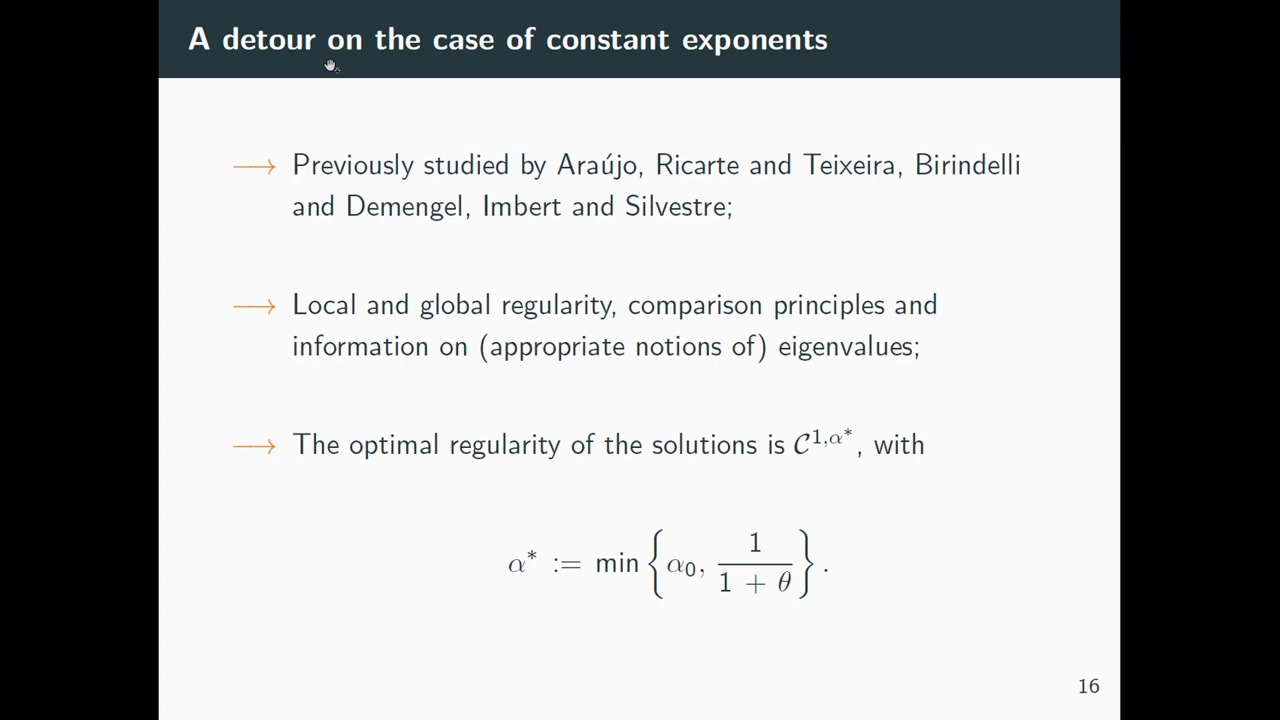 A detour on the case of constant exponents
⟶ Previously studied by Araújo, Ricarte and Teixeira, Birindelli
and Demengel, Imbert and Silvestre;
⟶ Local and global regularity, comparison principles and
information on (appropriate notions of) eigenvalues;
⟶ The optimal regularity of the solutions is 𝒞^{1,α*}, with
α* := min { α₀, 1 / (1 + θ) } .
16